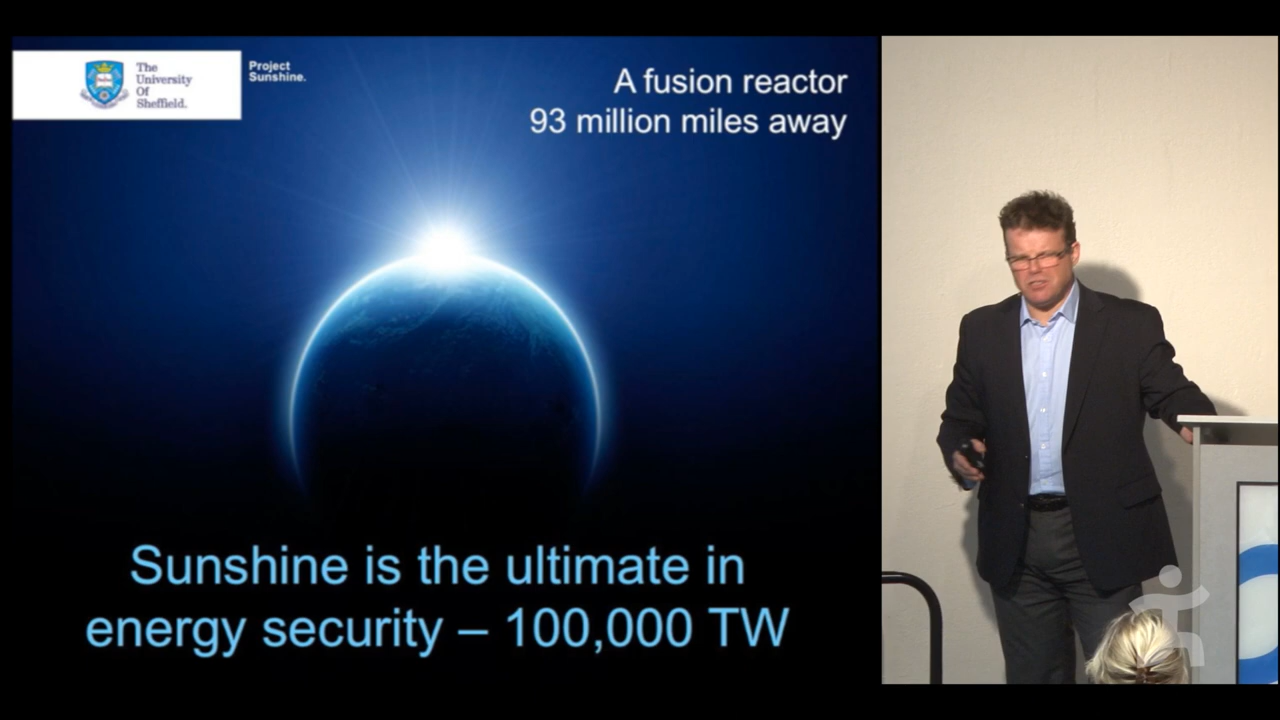 The
University
Of
Sheffield.
Project
Sunshine.
A fusion reactor
93 million miles away
Sunshine is the ultimate in
energy security – 100,000 TW